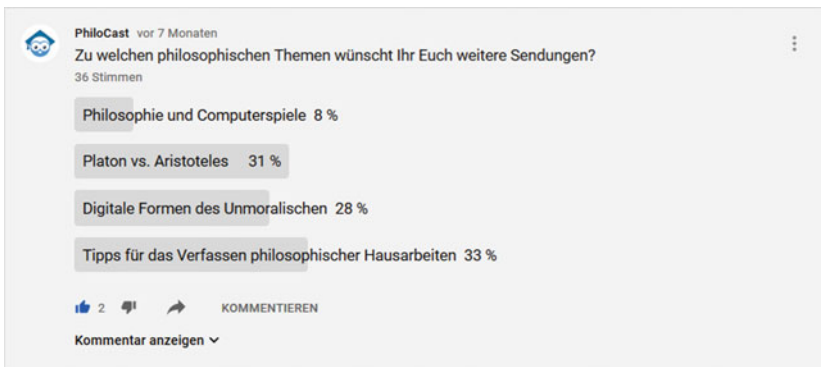 PhiloCast vor 7 Monaten
Zu welchen philosophischen Themen wünscht Ihr Euch weitere Sendungen?
36 Stimmen
Philosophie und Computerspiele 8 %
Platon vs. Aristoteles 31 %
Digitale Formen des Unmoralischen 28 %
Tipps für das Verfassen philosophischer Hausarbeiten 33 %
2 KOMMENTIEREN
Kommentar anzeigen